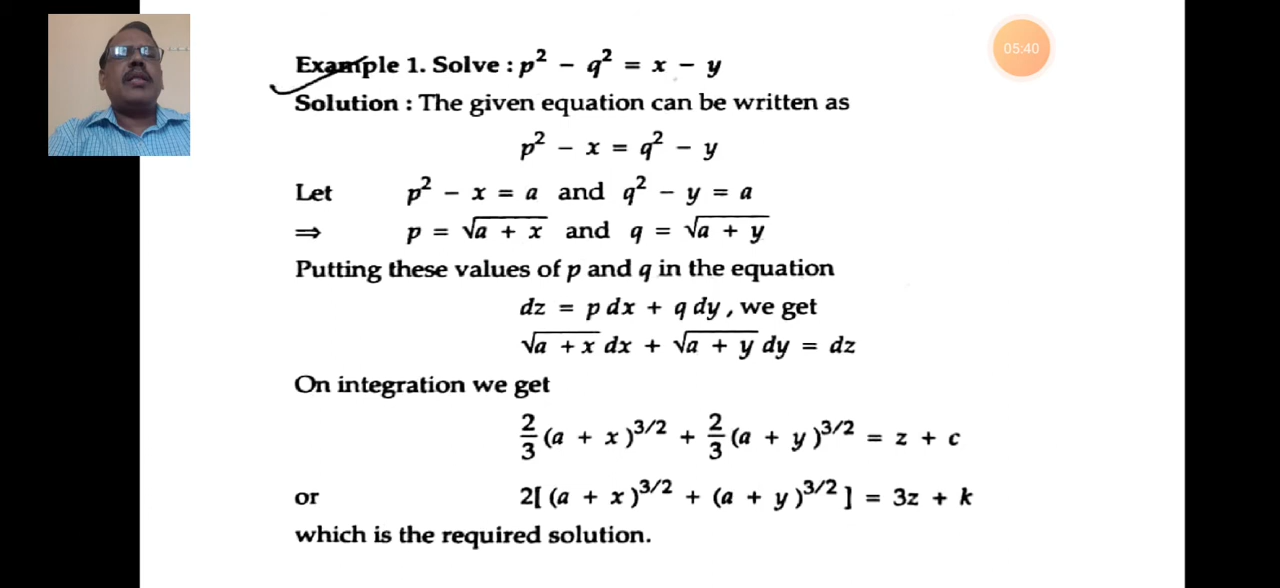 05:40
Example 1. Solve : p² − q² = x − y
Solution : The given equation can be written as
p² − x = q² − y
Let p² − x = a and q² − y = a
⇒ p = √(a + x) and q = √(a + y)
Putting these values of p and q in the equation
dz = p dx + q dy , we get
√(a + x) dx + √(a + y) dy = dz
On integration we get
2/3 (a + x)^3/2 + 2/3 (a + y)^3/2 = z + c
or 2[ (a + x)^3/2 + (a + y)^3/2 ] = 3z + k
which is the required solution.